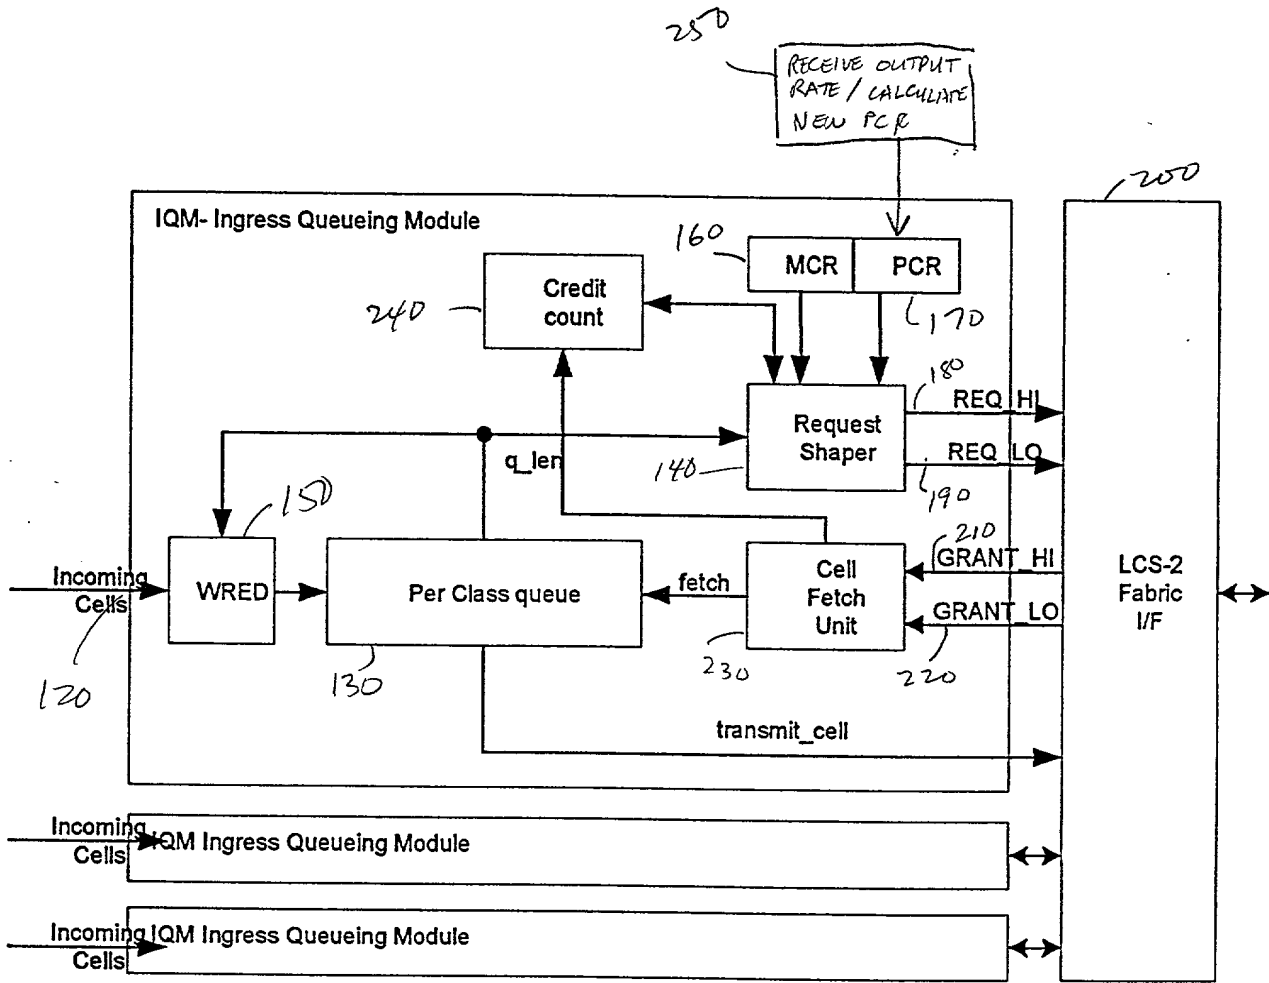 250
RECEIVE OUTPUT
RATE / CALCULATE
NEW PCR
200
IQM- Ingress Queueing Module
160
MCR
PCR
170
Credit
count
240
180
REQ_HI
Request
Shaper
REQ_LO
140
190
q_len
150
210
GRANT_HI
Incoming
Cells
WRED
Per Class queue
fetch
Cell
Fetch
Unit
GRANT_LO
LCS-2
Fabric
I/F
120
130
230
220
transmit_cell
Incoming
Cells
IQM Ingress Queueing Module
Incoming
Cells
IQM Ingress Queueing Module